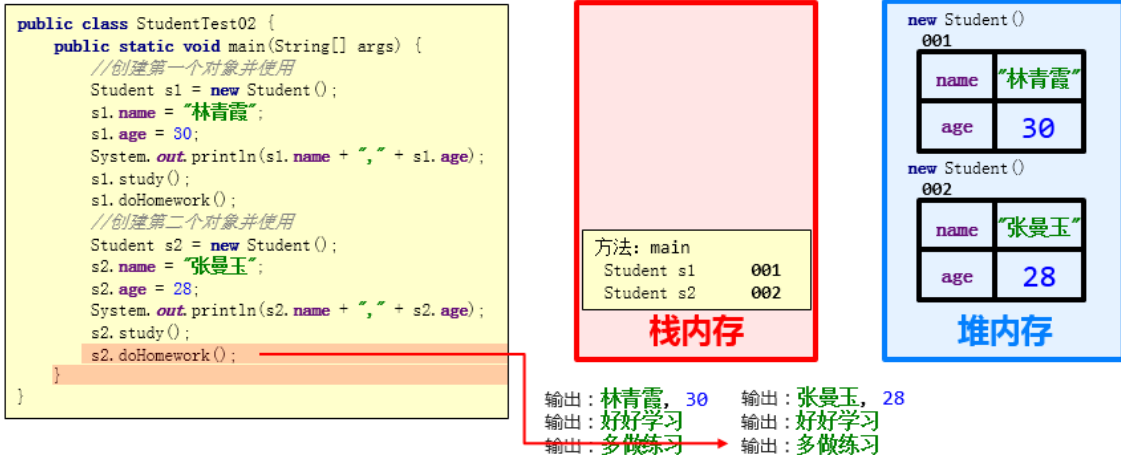 public class StudentTest02 {
public static void main(String[] args) {
//创建第一个对象并使用
Student s1 = new Student();
s1.name = "林青霞";
s1.age = 30;
System.out.println(s1.name + "," + s1.age);
s1.study();
s1.doHomework();
//创建第二个对象并使用
Student s2 = new Student();
s2.name = "张曼玉";
s2.age = 28;
System.out.println(s2.name + "," + s2.age);
s2.study();
s2.doHomework();
}
}
方法：main
Student s1 001
Student s2 002
栈内存
new Student()
001
name "林青霞"
age 30
new Student()
002
name "张曼玉"
age 28
堆内存
输出：林青霞, 30
输出：好好学习
输出：多做练习
输出：张曼玉, 28
输出：好好学习
输出：多做练习